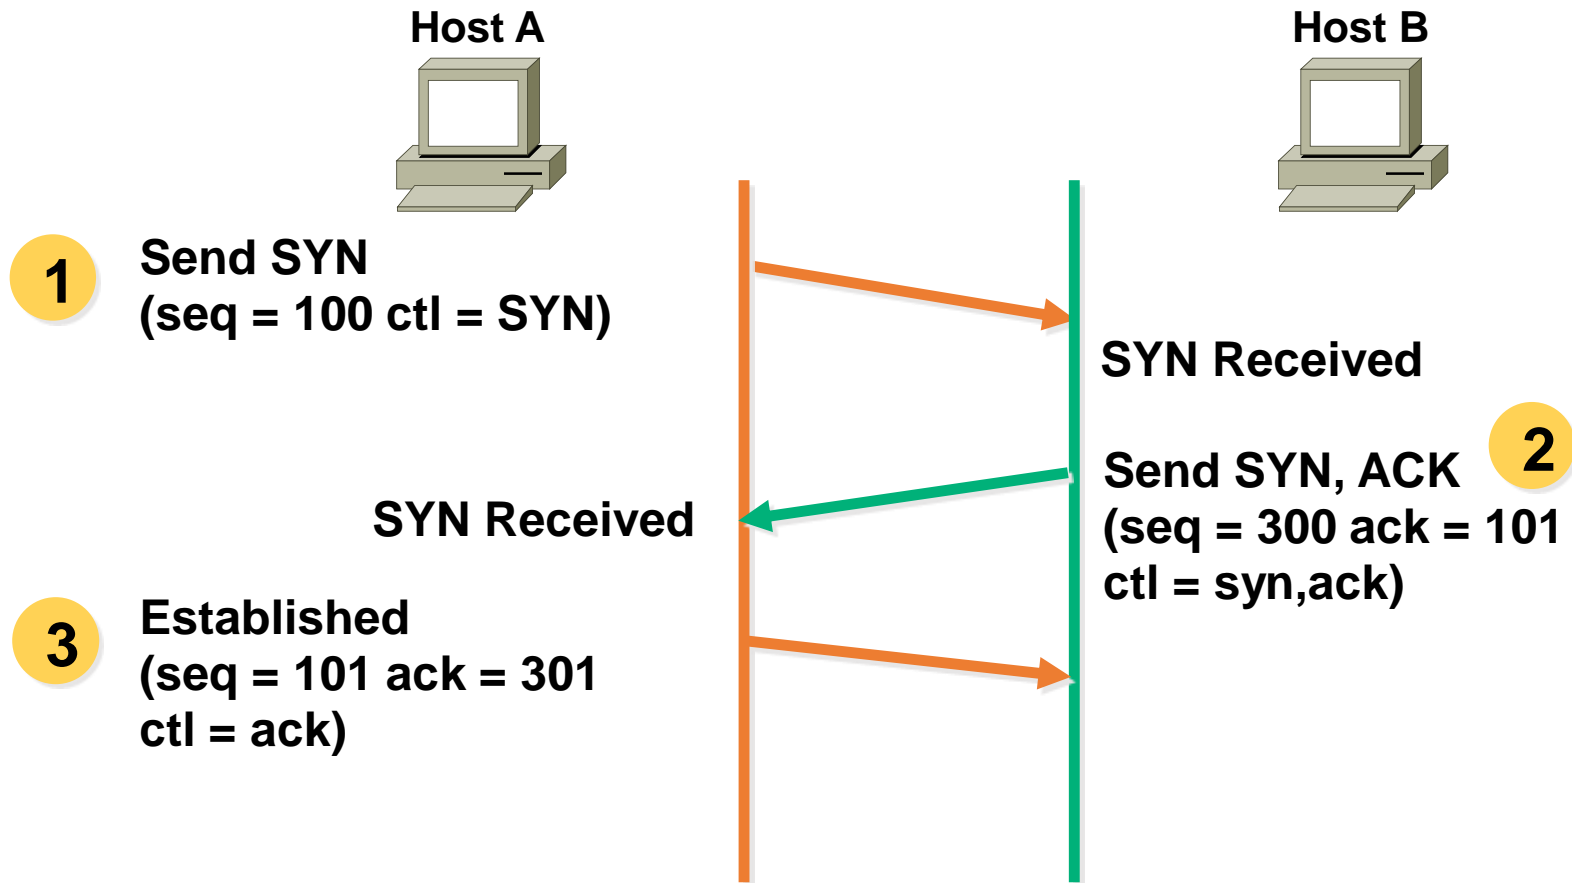 Host A
Host B
1
Send SYN
(seq = 100 ctl = SYN)
SYN Received
2
Send SYN, ACK
(seq = 300 ack = 101
ctl = syn,ack)
SYN Received
3
Established
(seq = 101 ack = 301
ctl = ack)